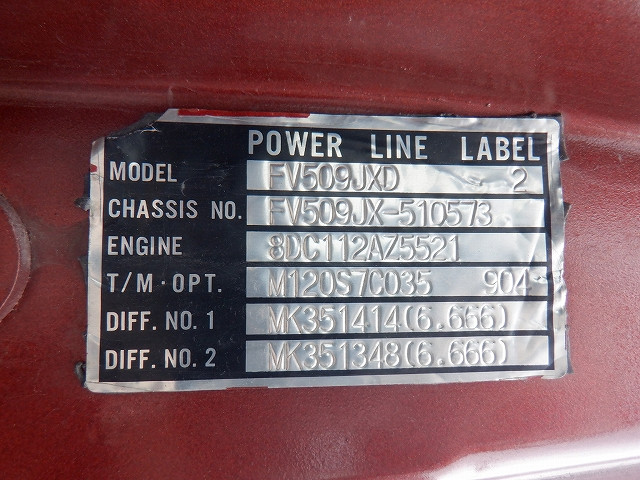 POWER LINE LABEL
MODEL FV509JXD 2
CHASSIS NO. FV509JX-510573
ENGINE 8DC112AZ5521
T/M·OPT. M120S7C035 904
DIFF. NO. 1 MK351414(6.666)
DIFF. NO. 2 MK351348(6.666)